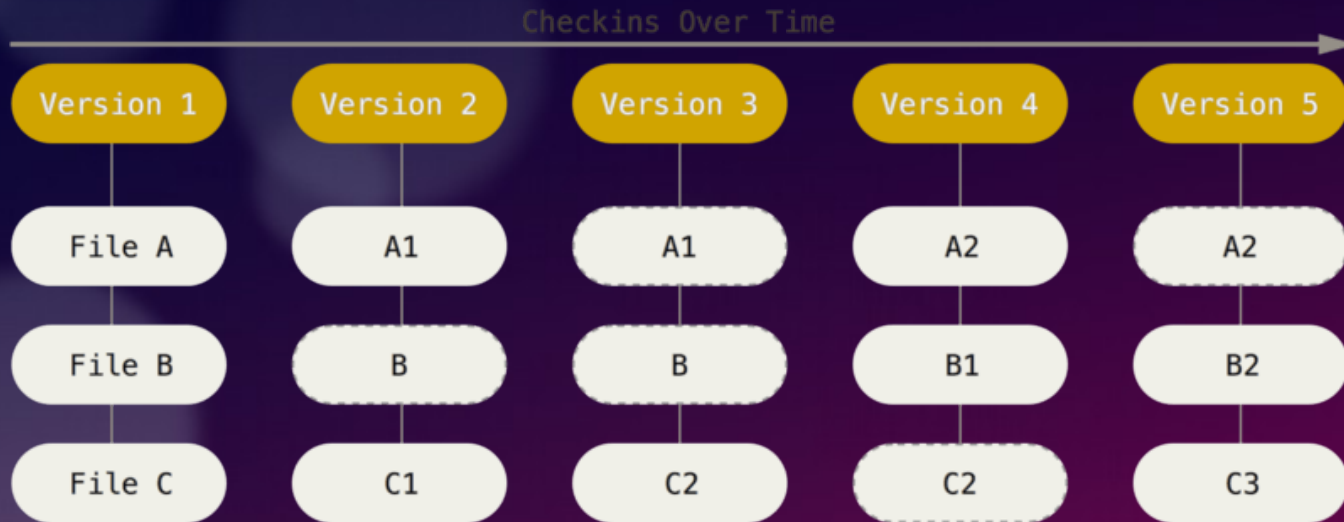 Checkins Over Time
Version 1 Version 2 Version 3 Version 4 Version 5
File A A1 A1 A2 A2
File B B B B1 B2
File C C1 C2 C2 C3